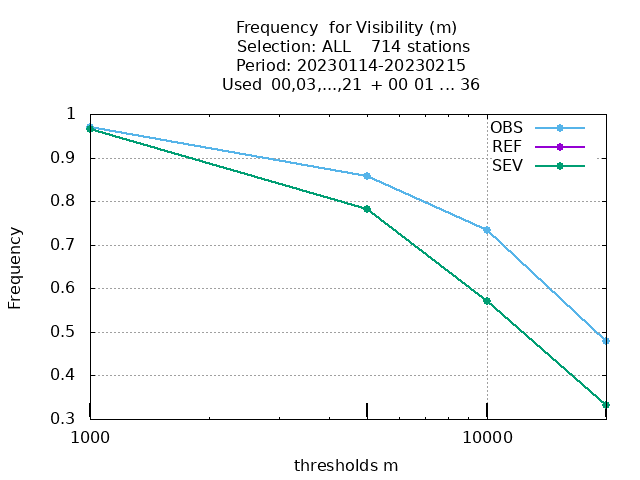 Frequency  for Visibility (m)
Selection: ALL    714 stations
Period: 20230114-20230215
Used  00,03,...,21  + 00 01 ... 36
OBS
REF
SEV
1
0.9
0.8
0.7
0.6
0.5
0.4
0.3
Frequency
1000
10000
thresholds m